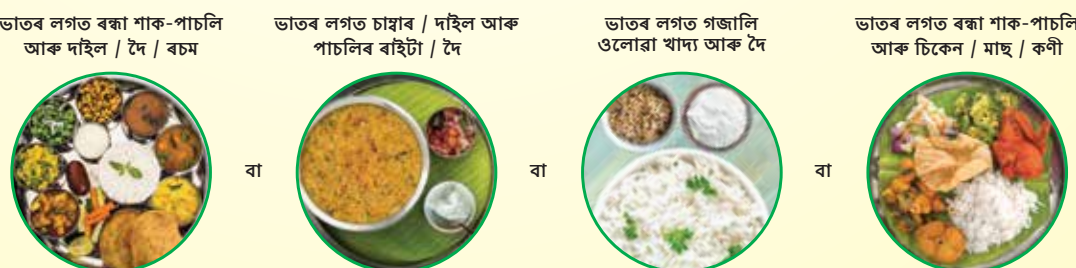 ভাতৰ লগত ৰন্ধা শাক-পাচলি
আৰু দাইল / দৈ / ৰচম
ভাতৰ লগত চাম্বাৰ / দাইল আৰু
পাচলিৰ ৰাইটা / দৈ
ভাতৰ লগত গজালি
ওলোৱা খাদ্য আৰু দৈ
ভাতৰ লগত ৰন্ধা শাক-পাচলি
আৰু চিকেন / মাছ / কণী
বা
বা
বা